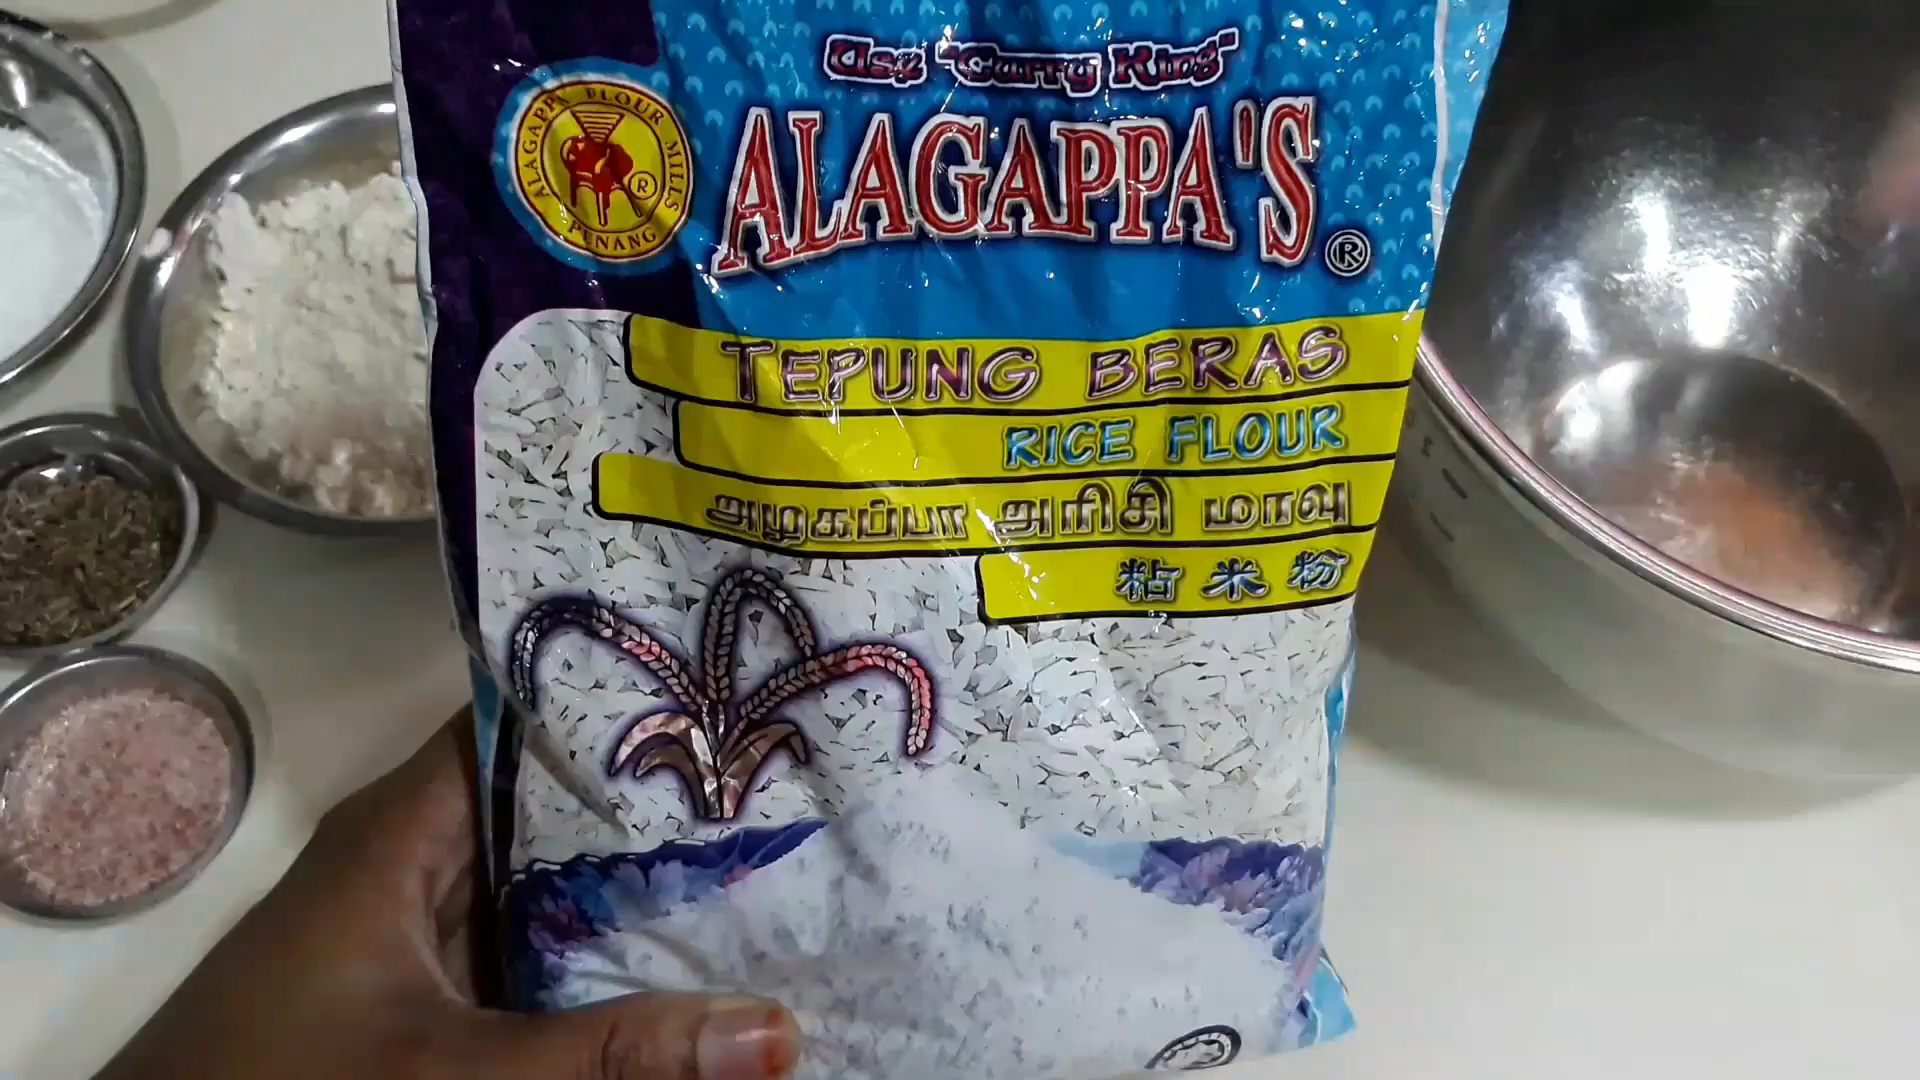 Use "Curry King"
ALAGAPPA'S ®
ALAGAPPA FLOUR MILLS
®
PENANG
TEPUNG BERAS
RICE FLOUR
அழகப்பா அரிசி மாவு
粘米粉